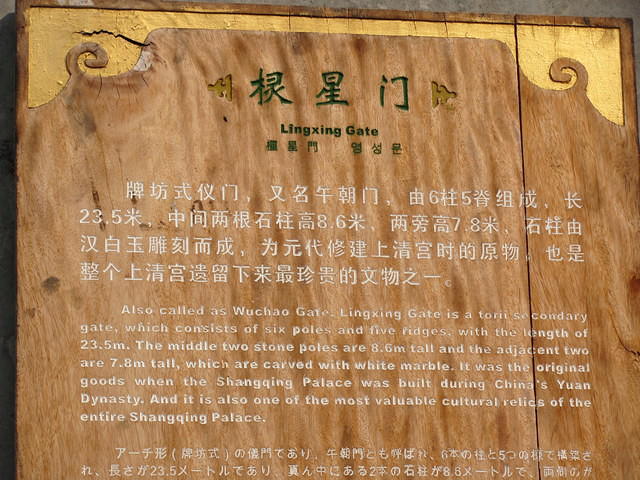 棂星门
Lingxing Gate
欞星門 영성문
牌坊式仪门，又名午朝门，由6柱5脊组成，长
23.5米，中间两根石柱高8.6米，两旁高7.8米，石柱由
汉白玉雕刻而成，为元代修建上清宫时的原物，也是
整个上清宫遗留下来最珍贵的文物之一。
Also called as Wuchao Gate. Lingxing Gate is a torii secondary
gate, which consists of six poles and five ridges, with the length of
23.5m. The middle two stone poles are 8.6m tall and the adjacent two
are 7.8m tall, which are carved with white marble. It was the original
goods when the Shangqing Palace was built during China's Yuan
Dynasty. And it is also one of the most valuable cultural relics of the
entire Shangqing Palace.
アーチ形（牌坊式）の儀門であり、午朝門とも呼ばれ、6本の柱と5つの棟で構築さ
れ、長さが23.5メートルであり、真ん中にある2本の石柱が8.6メートルで、両側のが